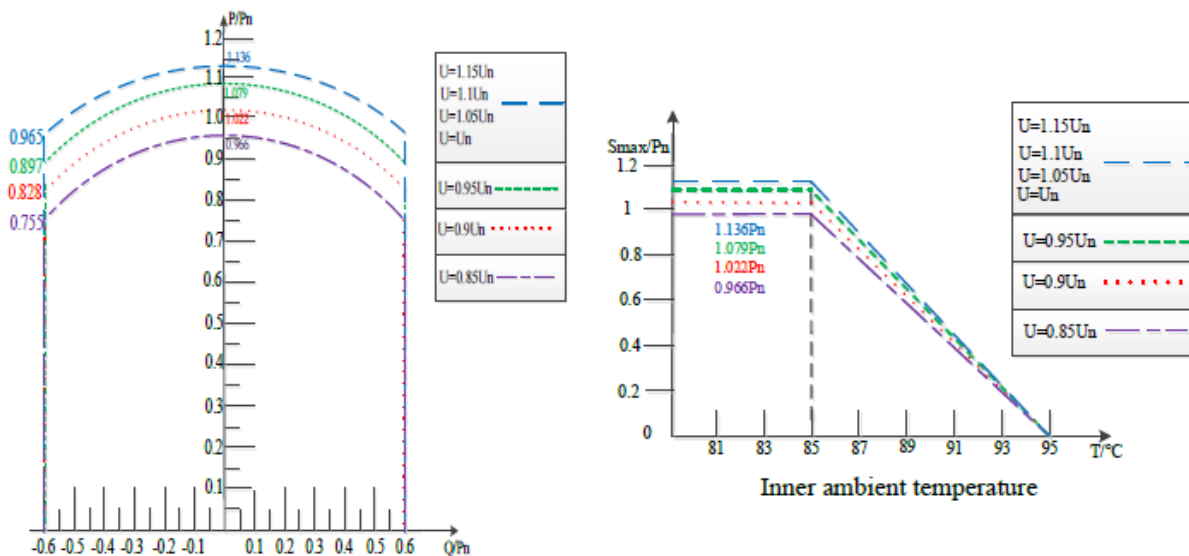 P/Pn
1.2
1.136
1.1
1.079
1.0
1.022
0.966
0.9
0.8
0.7
0.6
0.5
0.4
0.3
0.2
0.1
0.965
0.897
0.828
0.755
-0.6 -0.5 -0.4 -0.3 -0.2 -0.1 0.1 0.2 0.3 0.4 0.5 0.6
Q/Pn
U=1.15Un
U=1.1Un
U=1.05Un
U=Un
U=0.95Un
U=0.9Un
U=0.85Un
Smax/Pn
1.2
1
0.8
0.6
0.4
0.2
0
1.136Pn
1.079Pn
1.022Pn
0.966Pn
81 83 85 87 89 91 93 95 T/°C
Inner ambient temperature
U=1.15Un
U=1.1Un
U=1.05Un
U=Un
U=0.95Un
U=0.9Un
U=0.85Un